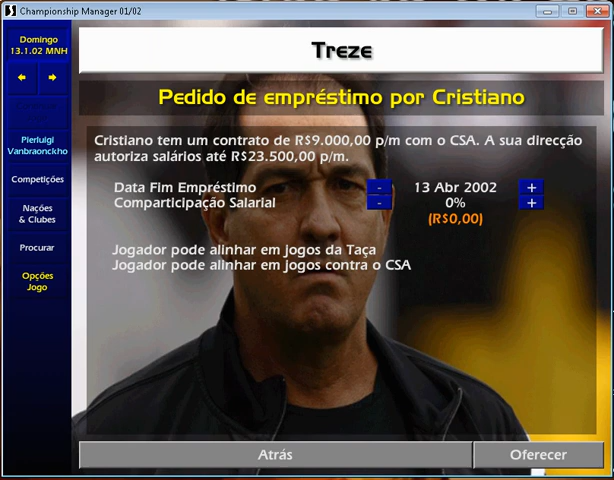 Championship Manager 01/02
Domingo
13.1.02 MNH
Treze
Pedido de empréstimo por Cristiano
Pierluigi
Vanbraonckho
Competições
Nações
& Clubes
Procurar
Opções
Jogo
Cristiano tem um contrato de R$9.000,00 p/m com o CSA. A sua direcção
autoriza salários até R$23.500,00 p/m.
Data Fim Empréstimo - 13 Abr 2002 +
Comparticipação Salarial - 0% +
(R$0,00)
Jogador pode alinhar em jogos da Taça
Jogador pode alinhar em jogos contra o CSA
Atrás
Oferecer